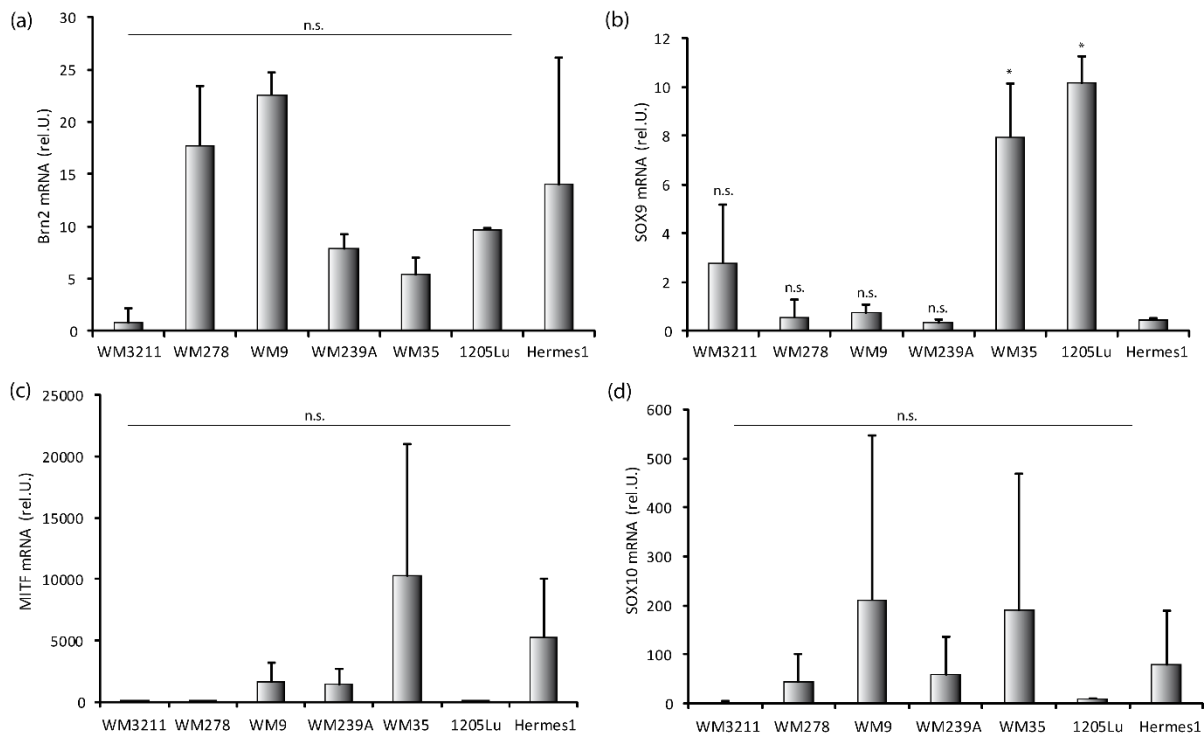 (a)
n.s.
Brn2 mRNA (rel.U.)
30
25
20
15
10
5
0
WM3211 WM278 WM9 WM239A WM35 1205Lu Hermes1
(b)
SOX9 mRNA (rel.U.)
12
10
8
6
4
2
0
n.s. n.s. n.s. n.s. * *
WM3211 WM278 WM9 WM239A WM35 1205Lu Hermes1
(c)
n.s.
MITF mRNA (rel.U.)
25000
20000
15000
10000
5000
0
WM3211 WM278 WM9 WM239A WM35 1205Lu Hermes1
(d)
n.s.
SOX10 mRNA (rel.U.)
600
500
400
300
200
100
0
WM3211 WM278 WM9 WM239A WM35 1205Lu Hermes1